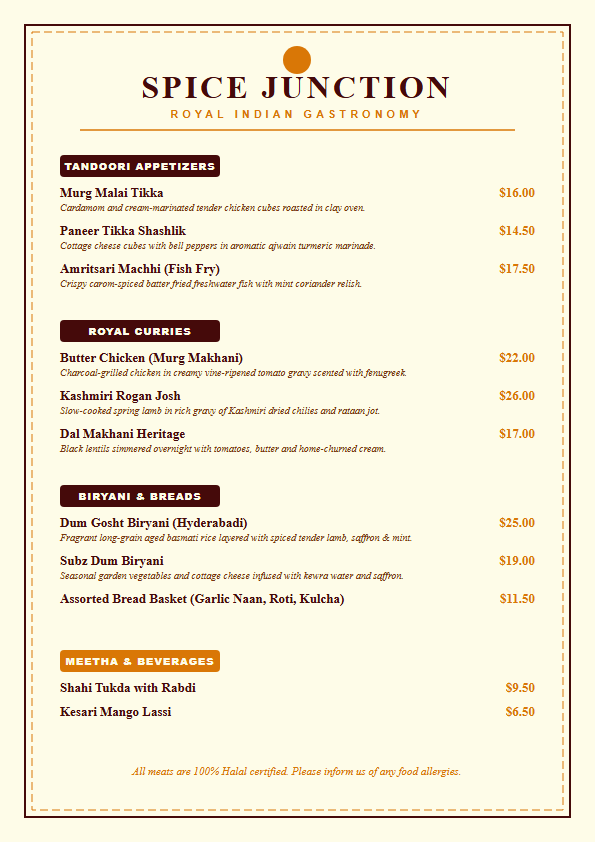 SPICE JUNCTION
ROYAL INDIAN GASTRONOMY
TANDOORI APPETIZERS
Murg Malai Tikka $16.00
Cardamom and cream-marinated tender chicken cubes roasted in clay oven.
Paneer Tikka Shashlik $14.50
Cottage cheese cubes with bell peppers in aromatic ajwain turmeric marinade.
Amritsari Machhi (Fish Fry) $17.50
Crispy carom-spiced batter fried freshwater fish with mint coriander relish.
ROYAL CURRIES
Butter Chicken (Murg Makhani) $22.00
Charcoal-grilled chicken in creamy vine-ripened tomato gravy scented with fenugreek.
Kashmiri Rogan Josh $26.00
Slow-cooked spring lamb in rich gravy of Kashmiri dried chilies and rataan jot.
Dal Makhani Heritage $17.00
Black lentils simmered overnight with tomatoes, butter and home-churned cream.
BIRYANI & BREADS
Dum Gosht Biryani (Hyderabadi) $25.00
Fragrant long-grain aged basmati rice layered with spiced tender lamb, saffron & mint.
Subz Dum Biryani $19.00
Seasonal garden vegetables and cottage cheese infused with kewra water and saffron.
Assorted Bread Basket (Garlic Naan, Roti, Kulcha) $11.50
MEETHA & BEVERAGES
Shahi Tukda with Rabdi $9.50
Kesari Mango Lassi $6.50
All meats are 100% Halal certified. Please inform us of any food allergies.